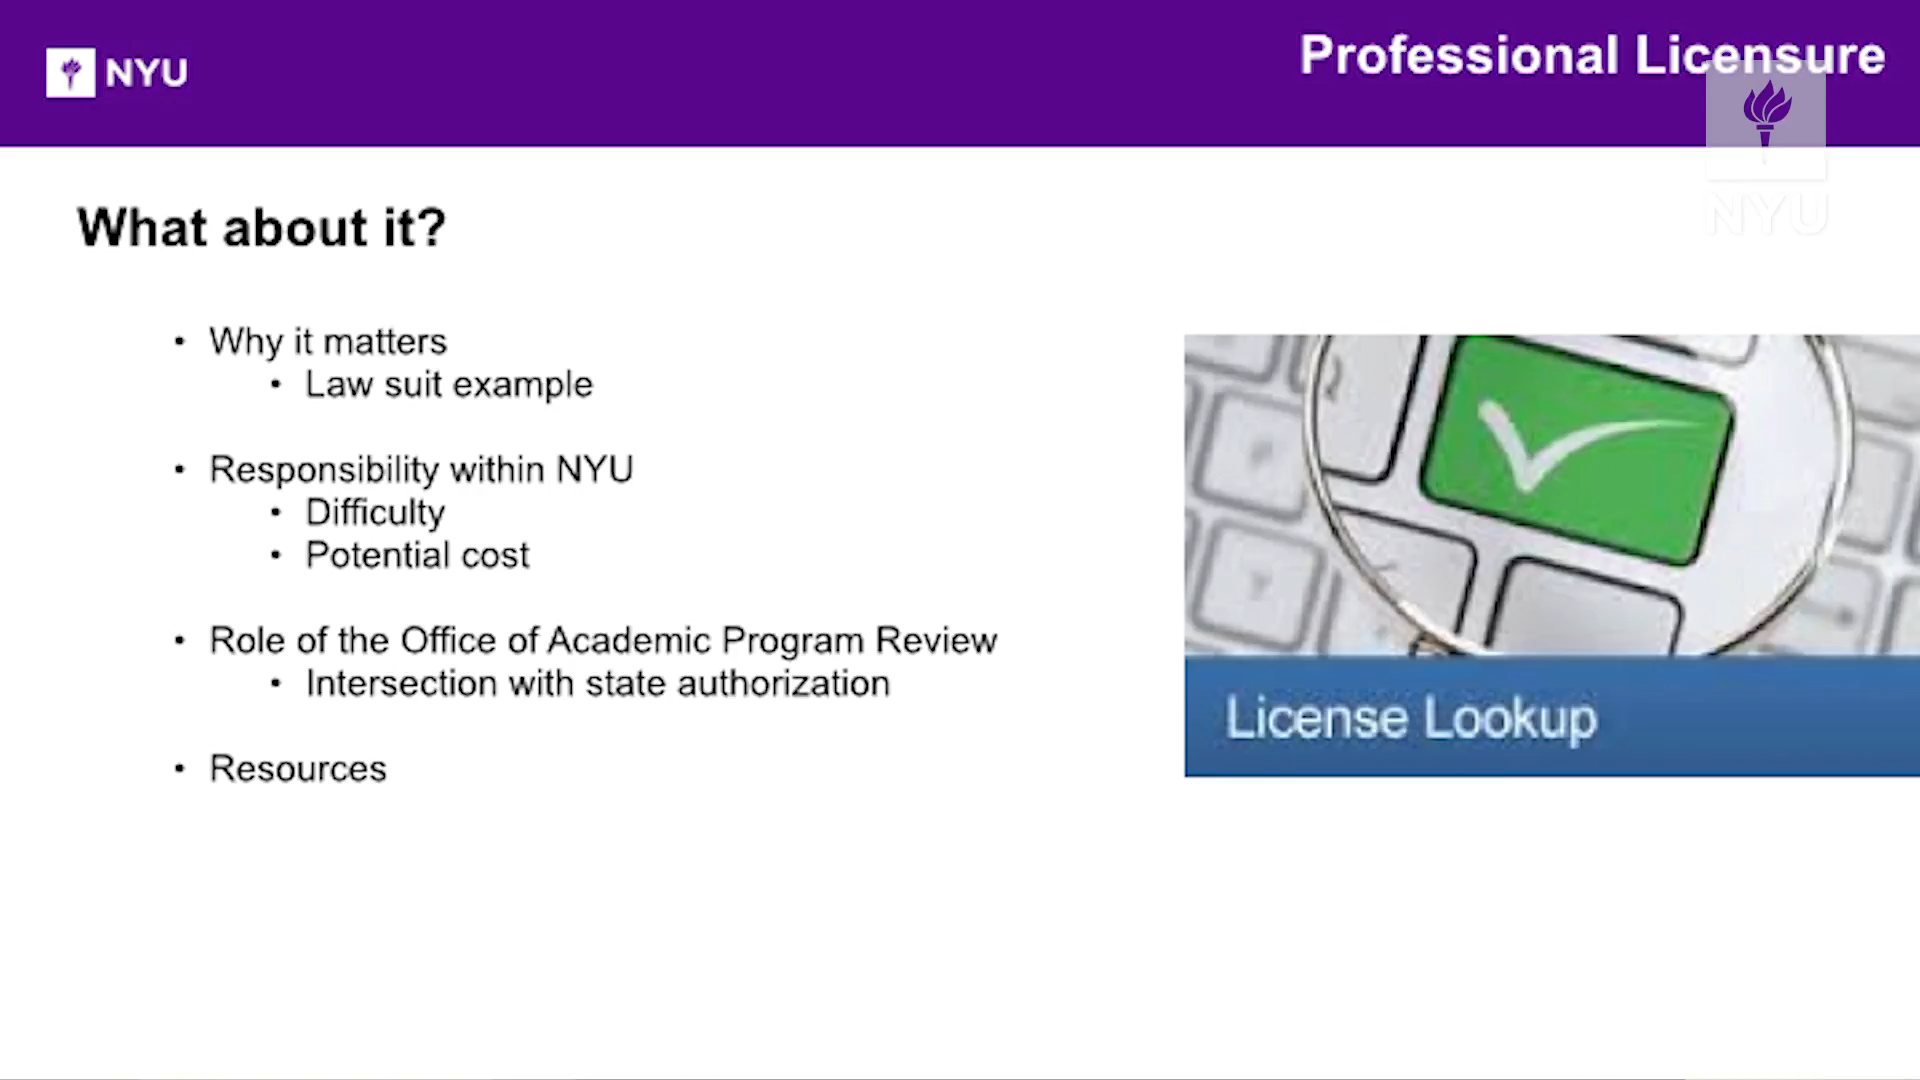 NYU
Professional Licensure
NYU
What about it?
• Why it matters
• Law suit example
• Responsibility within NYU
• Difficulty
• Potential cost
• Role of the Office of Academic Program Review
• Intersection with state authorization
• Resources
License Lookup